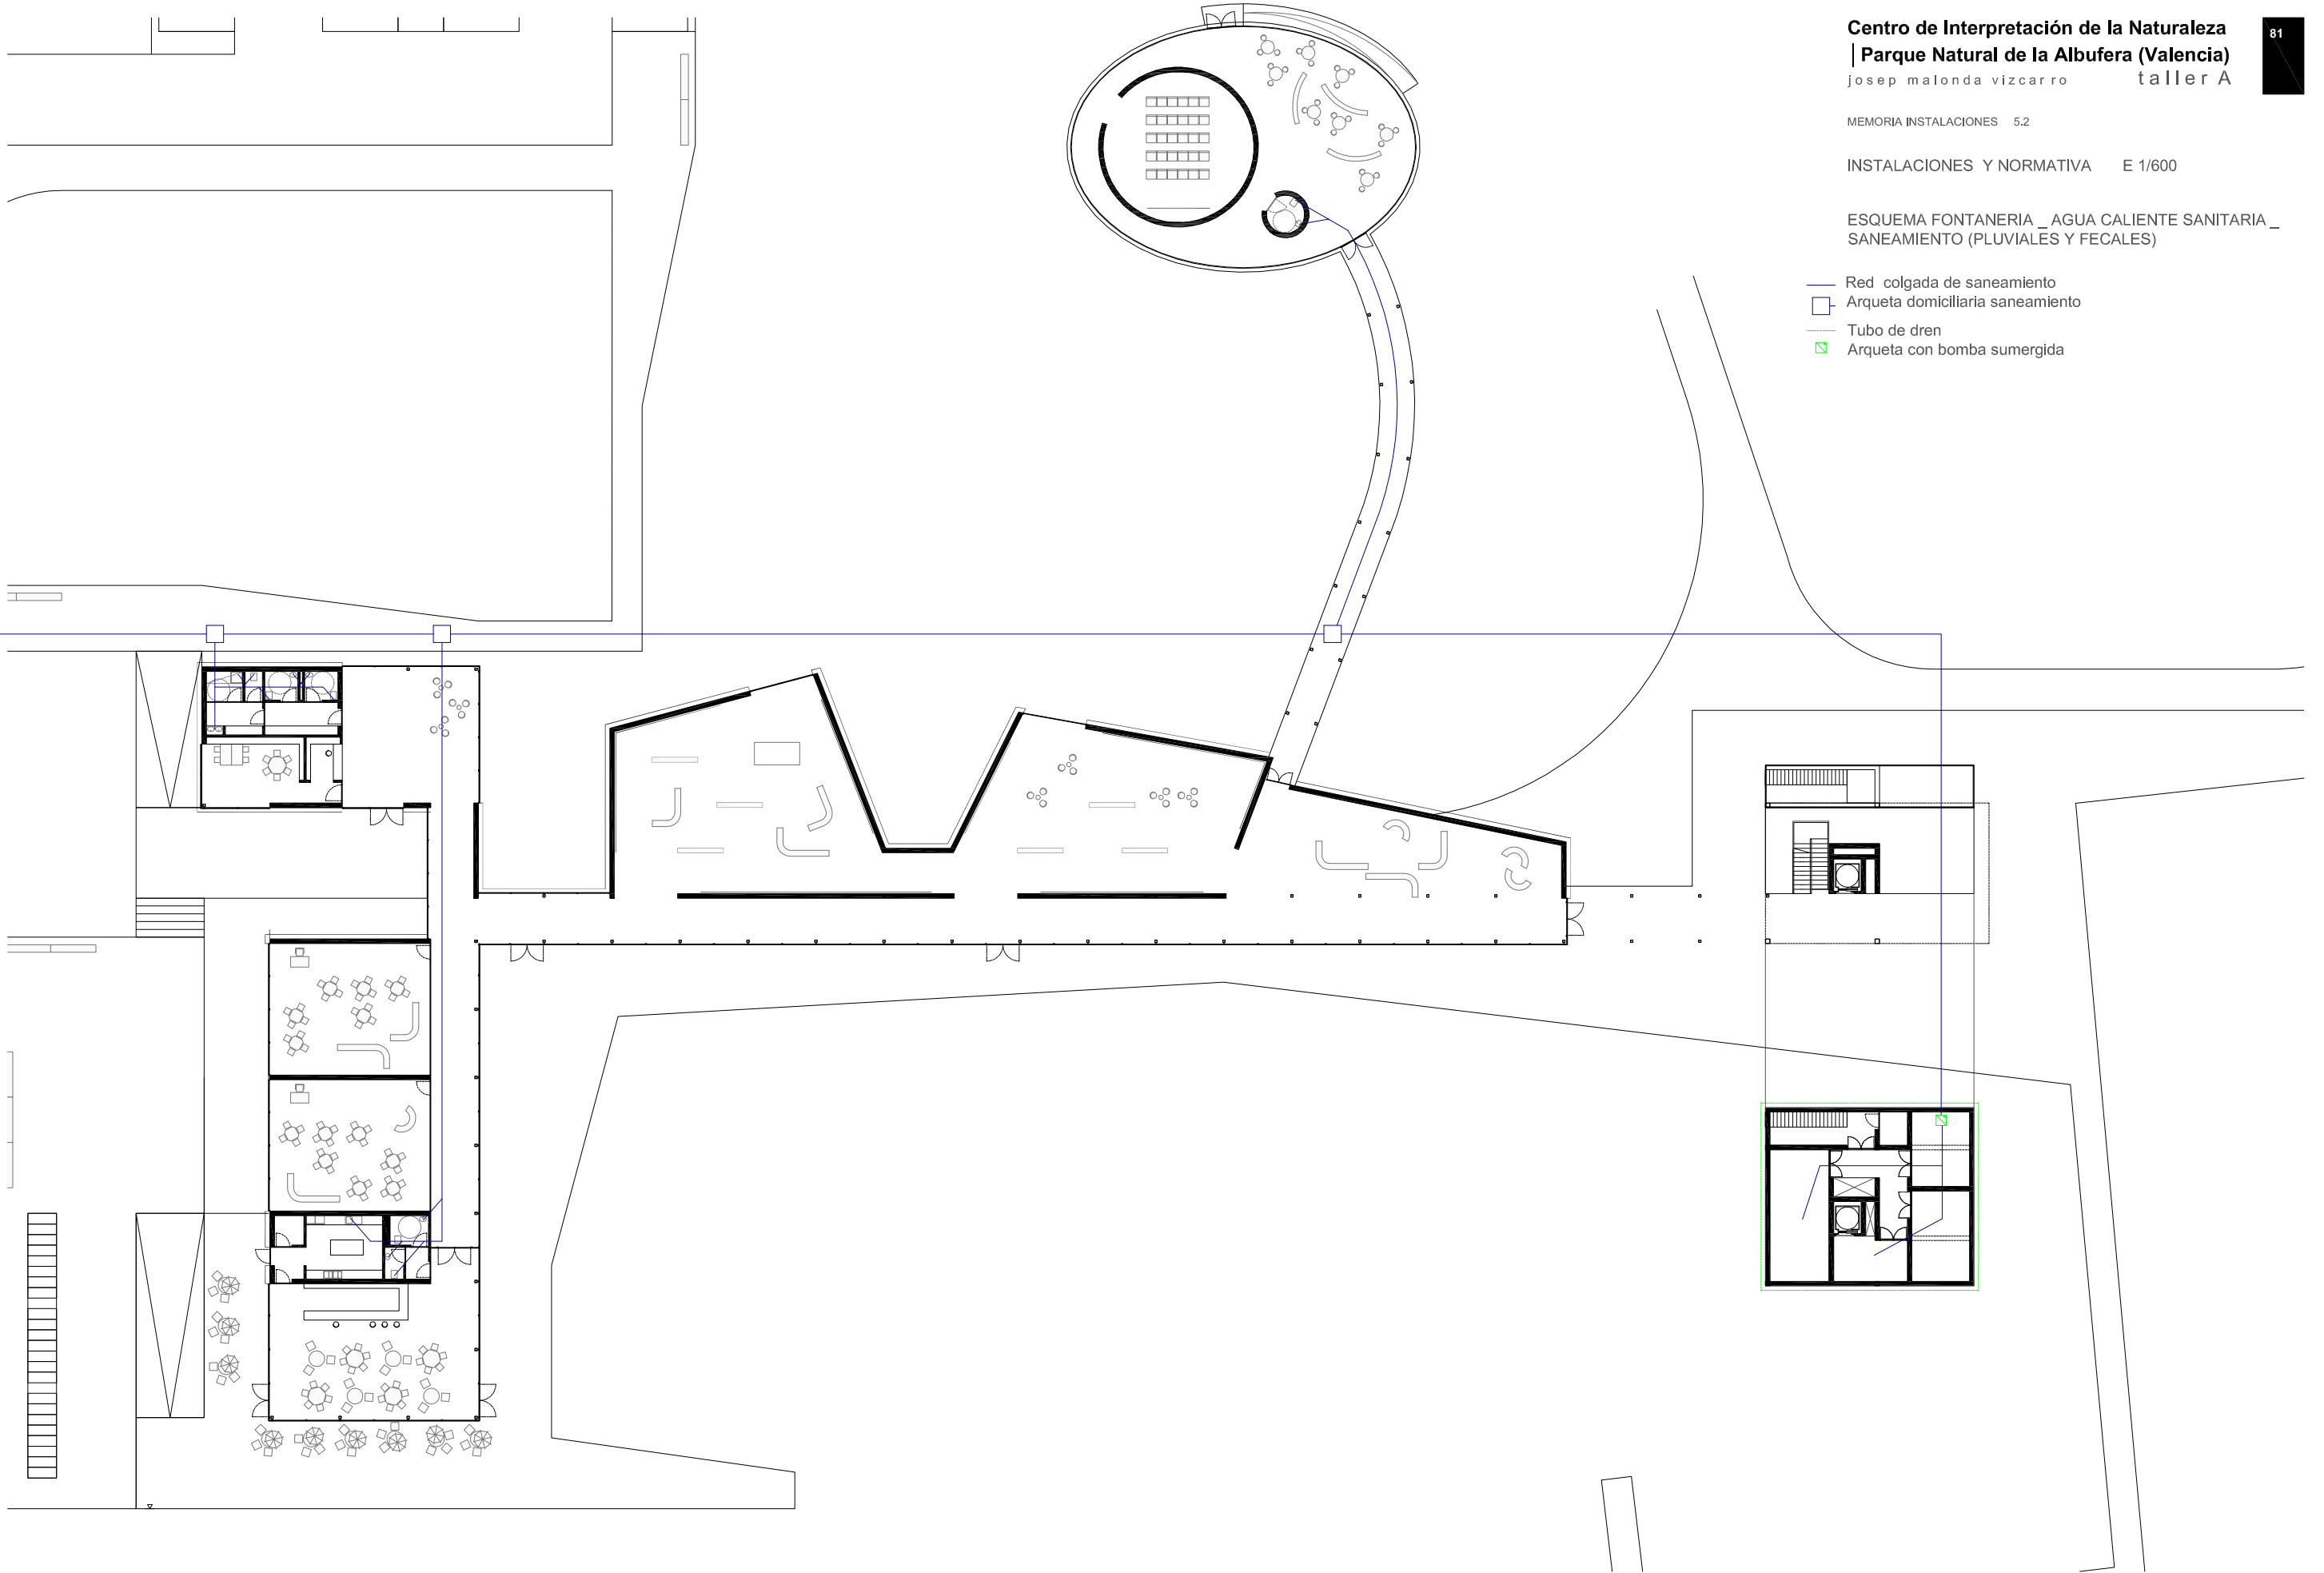 Centro de Interpretación de la Naturaleza
81
| Parque Natural de la Albufera (Valencia)
josep malonda vizcarro taller A
MEMORIA INSTALACIONES 5.2
INSTALACIONES Y NORMATIVA E 1/600
ESQUEMA FONTANERIA _ AGUA CALIENTE SANITARIA _
SANEAMIENTO (PLUVIALES Y FECALES)
Red colgada de saneamiento
Arqueta domiciliaria saneamiento
Tubo de dren
Arqueta con bomba sumergida